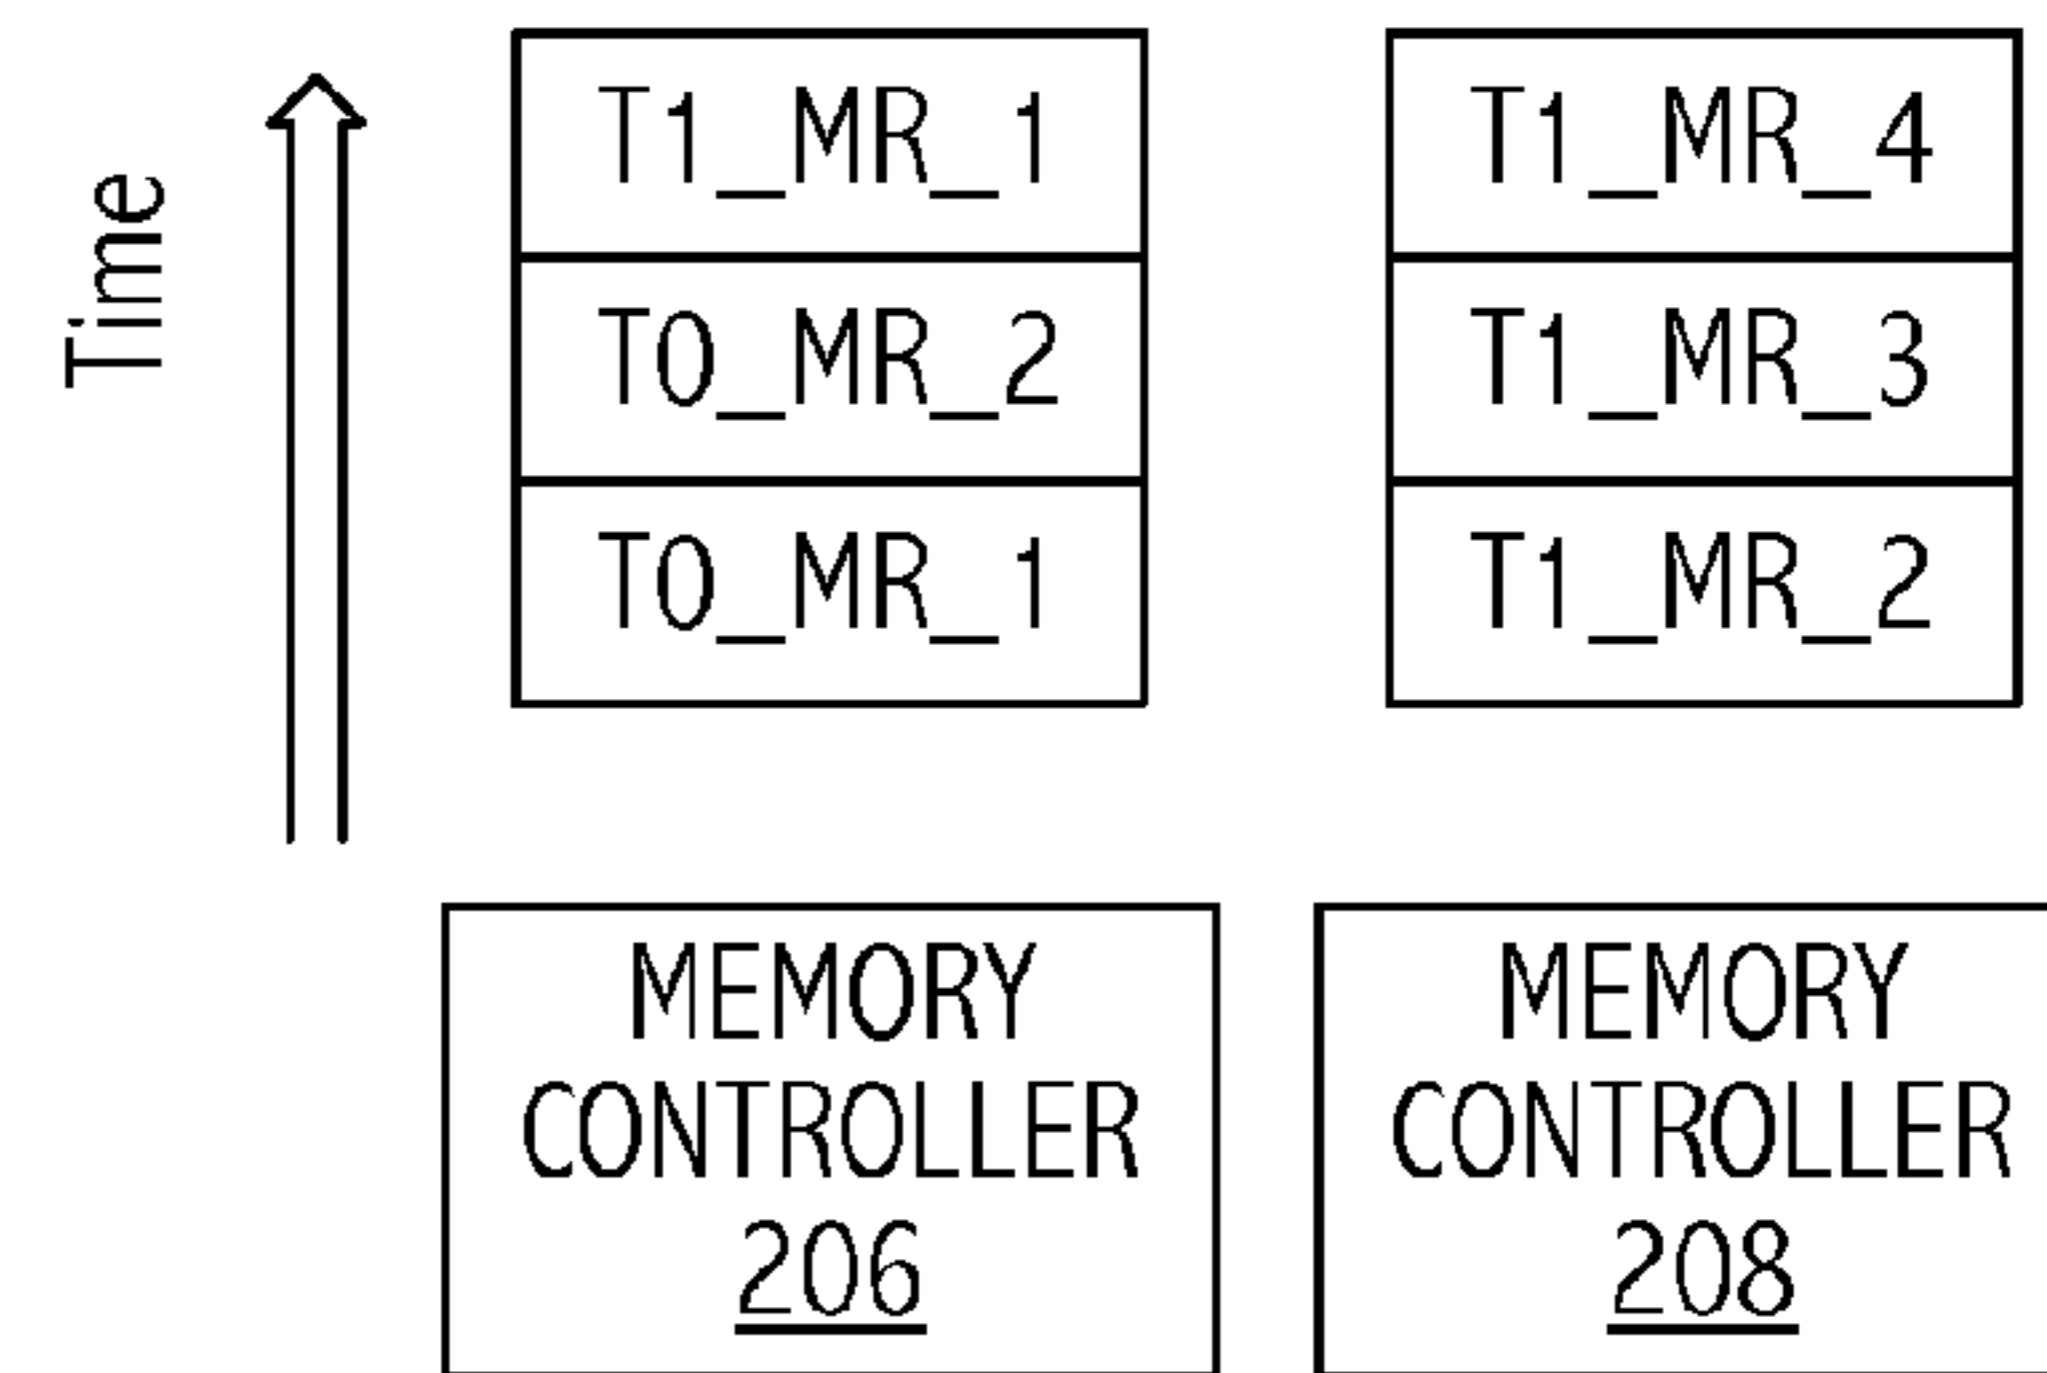 Time
T1_MR_1
T0_MR_2
T0_MR_1
T1_MR_4
T1_MR_3
T1_MR_2
MEMORY
CONTROLLER
206
MEMORY
CONTROLLER
208